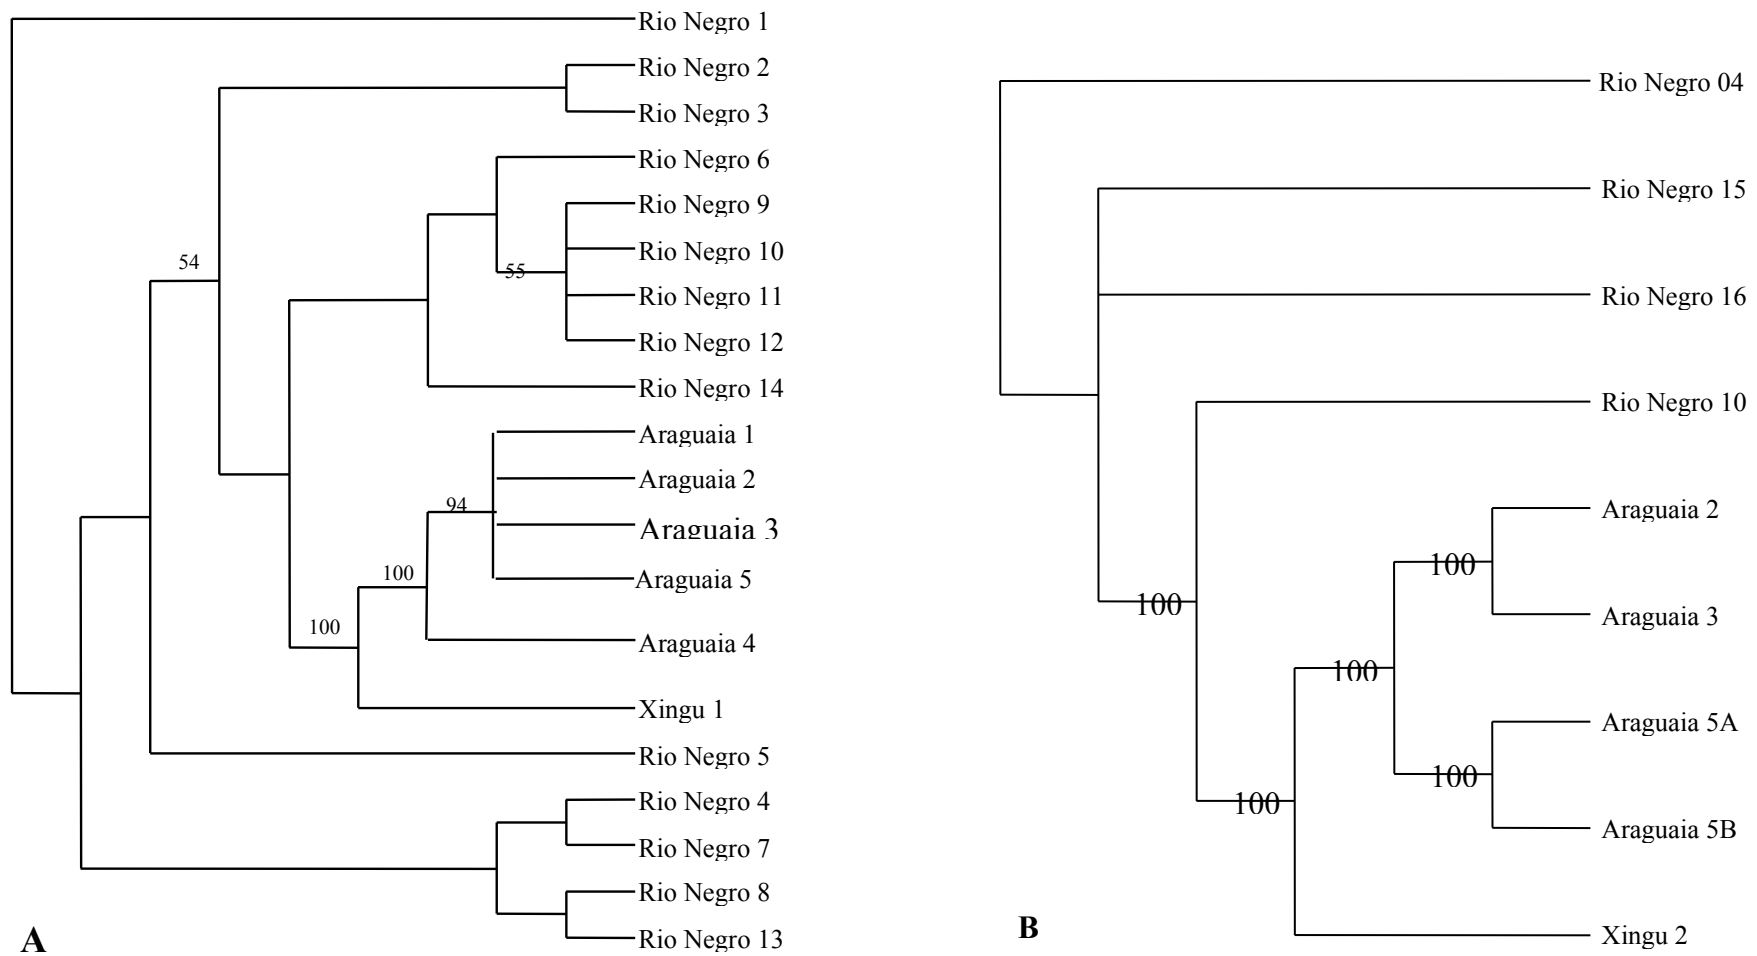 Rio Negro 1
Rio Negro 2
Rio Negro 3
Rio Negro 6
Rio Negro 9
Rio Negro 10
Rio Negro 11
Rio Negro 12
Rio Negro 14
Araguaia 1
Araguaia 2
Araguaia 3
Araguaia 5
Araguaia 4
Xingu 1
Rio Negro 5
Rio Negro 4
Rio Negro 7
Rio Negro 8
Rio Negro 13
54
55
94
100
100
A
Rio Negro 04
Rio Negro 15
Rio Negro 16
Rio Negro 10
Araguaia 2
Araguaia 3
Araguaia 5A
Araguaia 5B
Xingu 2
100
100
100
100
100
B